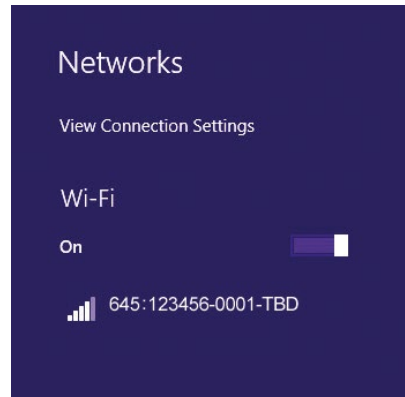 Networks
View Connection Settings
Wi-Fi
On
645:123456-0001-TBD